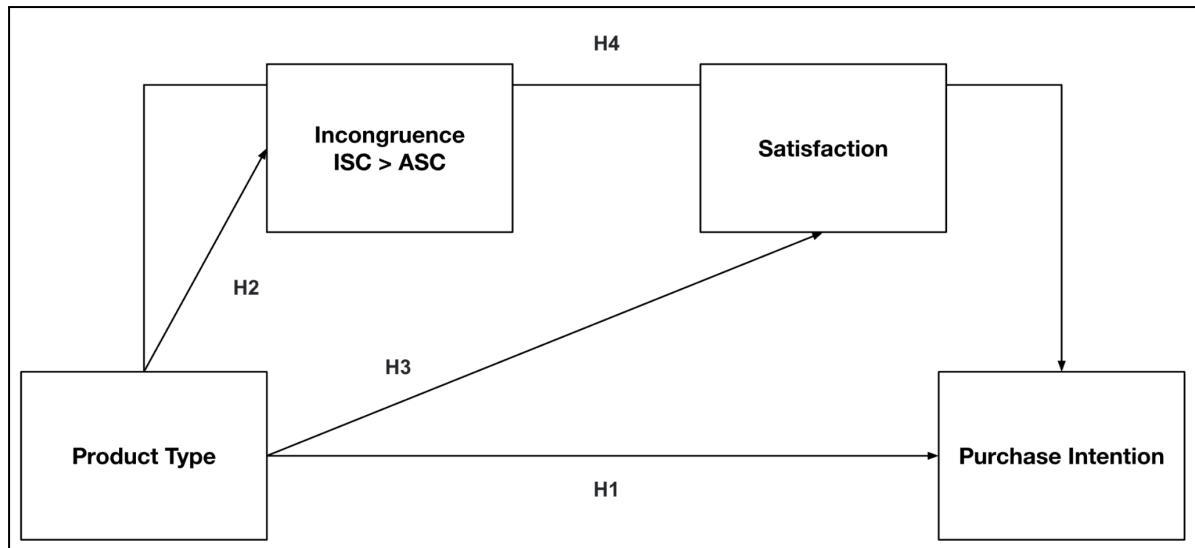 H4
Incongruence
ISC > ASC
Satisfaction
H2
H3
Product Type
Purchase Intention
H1